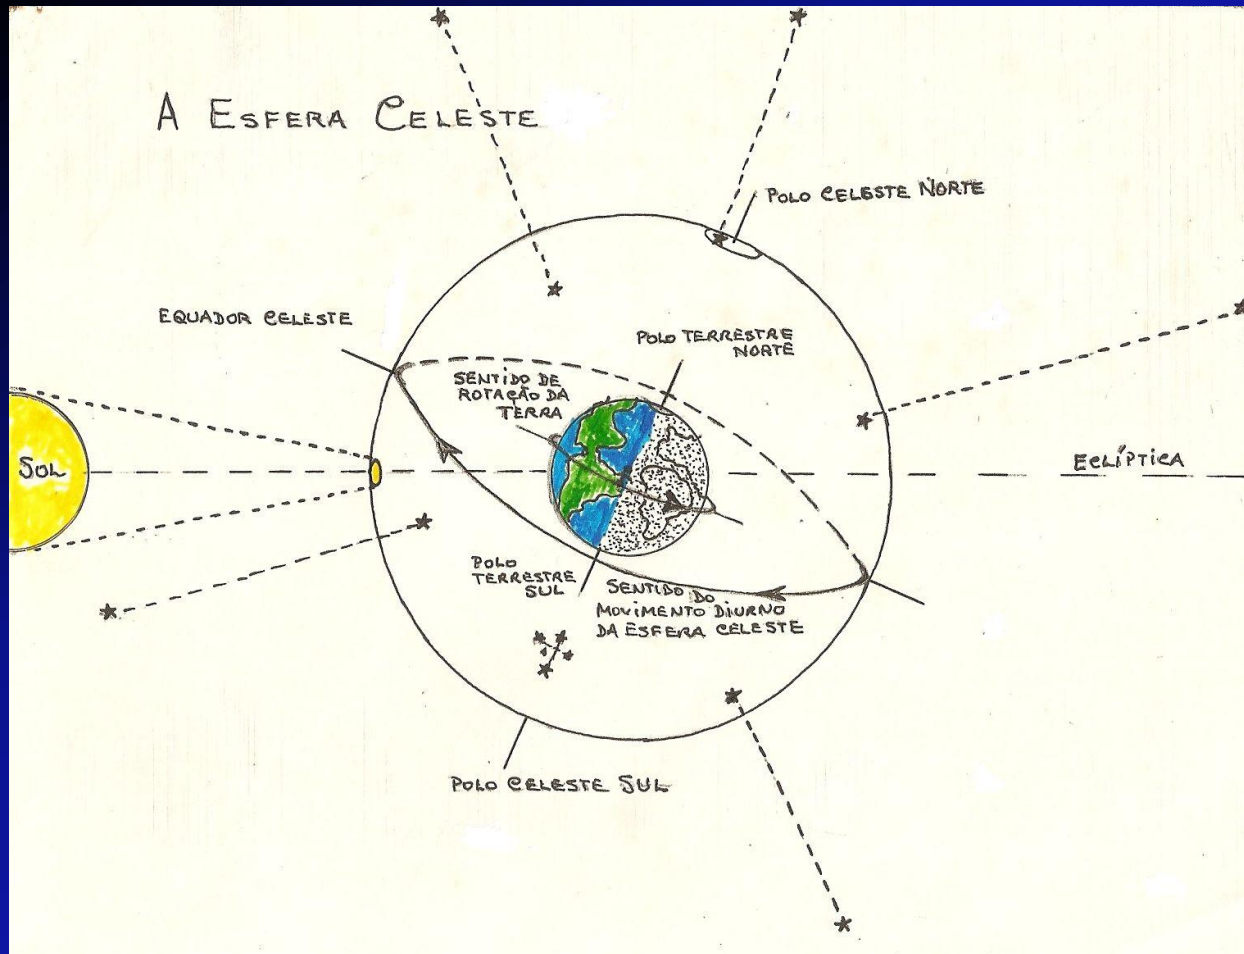 A ESFERA CELESTE
POLO CELESTE NORTE
EQUADOR CELESTE
POLO TERRESTRE
NORTE
SENTIDO DE
ROTAÇÃO DA
TERRA
SOL
ECLÍPTICA
POLO
TERRESTRE
SUL
SENTIDO DO
MOVIMENTO DIURNO
DA ESFERA CELESTE
POLO CELESTE SUL